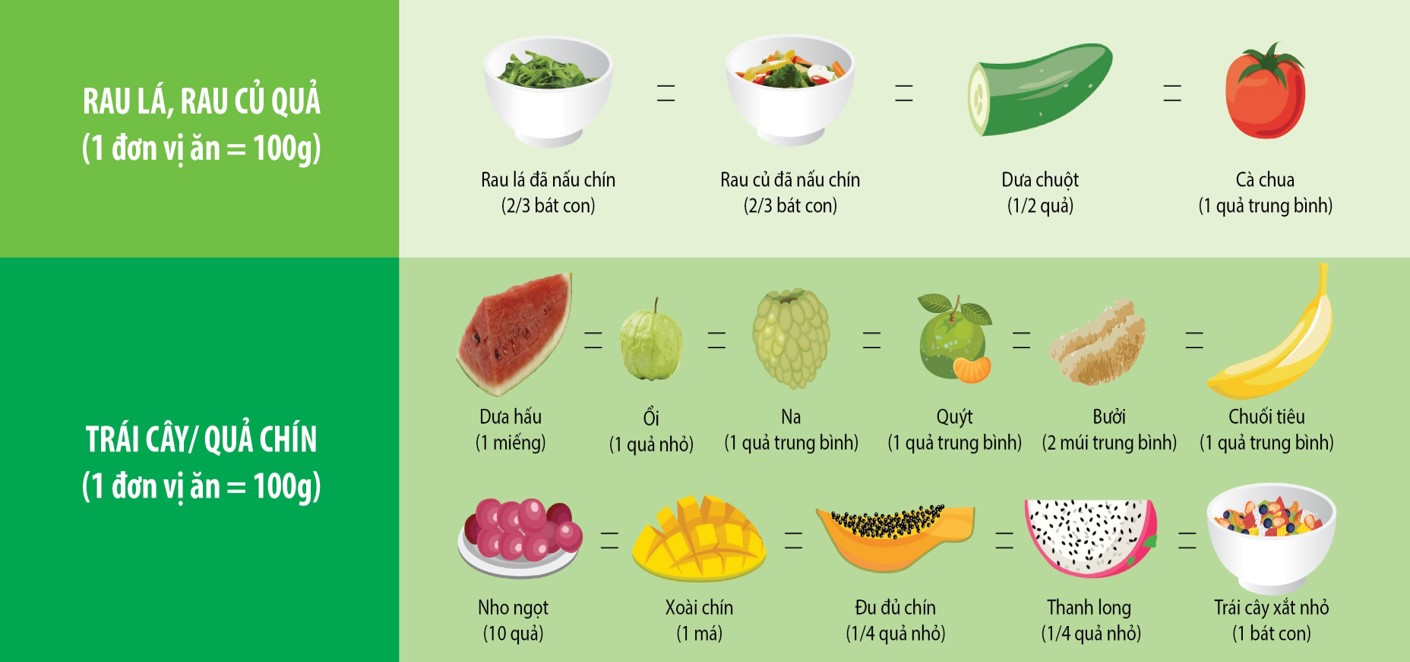 RAU LÁ, RAU CỦ QUẢ
(1 đơn vị ăn = 100g)
Rau lá đã nấu chín
(2/3 bát con)
Rau củ đã nấu chín
(2/3 bát con)
Dưa chuột
(1/2 quả)
Cà chua
(1 quả trung bình)
TRÁI CÂY/ QUẢ CHÍN
(1 đơn vị ăn = 100g)
Dưa hấu
(1 miếng)
Ổi
(1 quả nhỏ)
Na
(1 quả trung bình)
Quýt
(1 quả trung bình)
Bưởi
(2 múi trung bình)
Chuối tiêu
(1 quả trung bình)
Nho ngọt
(10 quả)
Xoài chín
(1 má)
Đu đủ chín
(1/4 quả nhỏ)
Thanh long
(1/4 quả nhỏ)
Trái cây xắt nhỏ
(1 bát con)